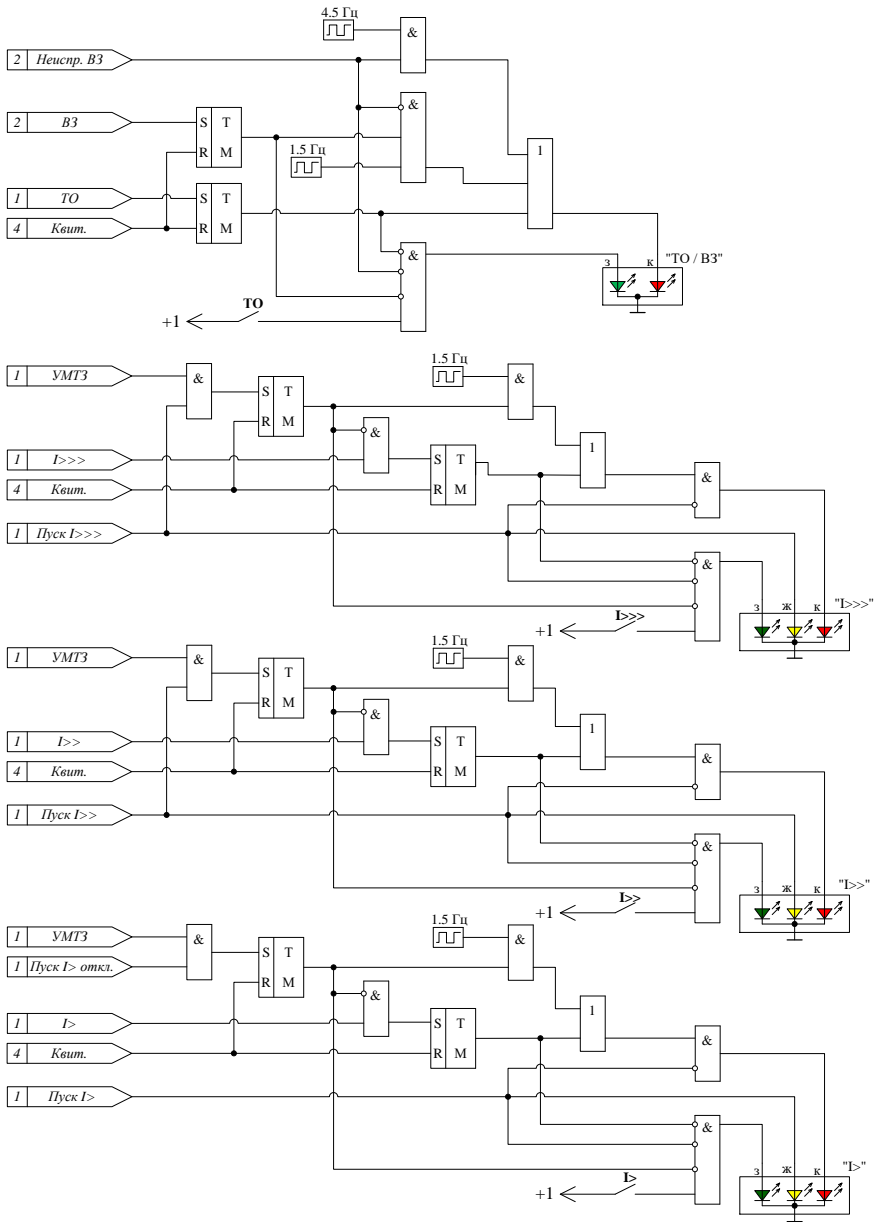 4.5 Гц
&
2 Неиспр. ВЗ
2 ВЗ
S T
R M
&
1.5 Гц
1
1 ТО
S T
4 Квит.
R M
&
"ТО / ВЗ"
з к
ТО
+1
1 УМТЗ
&
S T
R M
1.5 Гц
&
1 I>>>
&
S T
1
4 Квит.
R M
&
1 Пуск I>>>
&
"I>>>"
з ж к
I>>>
+1
1 УМТЗ
&
S T
R M
1.5 Гц
&
1 I>>
&
S T
1
4 Квит.
R M
&
1 Пуск I>>
&
"I>>"
з ж к
I>>
+1
1 УМТЗ
&
S T
1 Пуск I> откл.
R M
1.5 Гц
&
1 I>
&
S T
1
4 Квит.
R M
&
1 Пуск I>
&
"I>"
з ж к
I>
+1